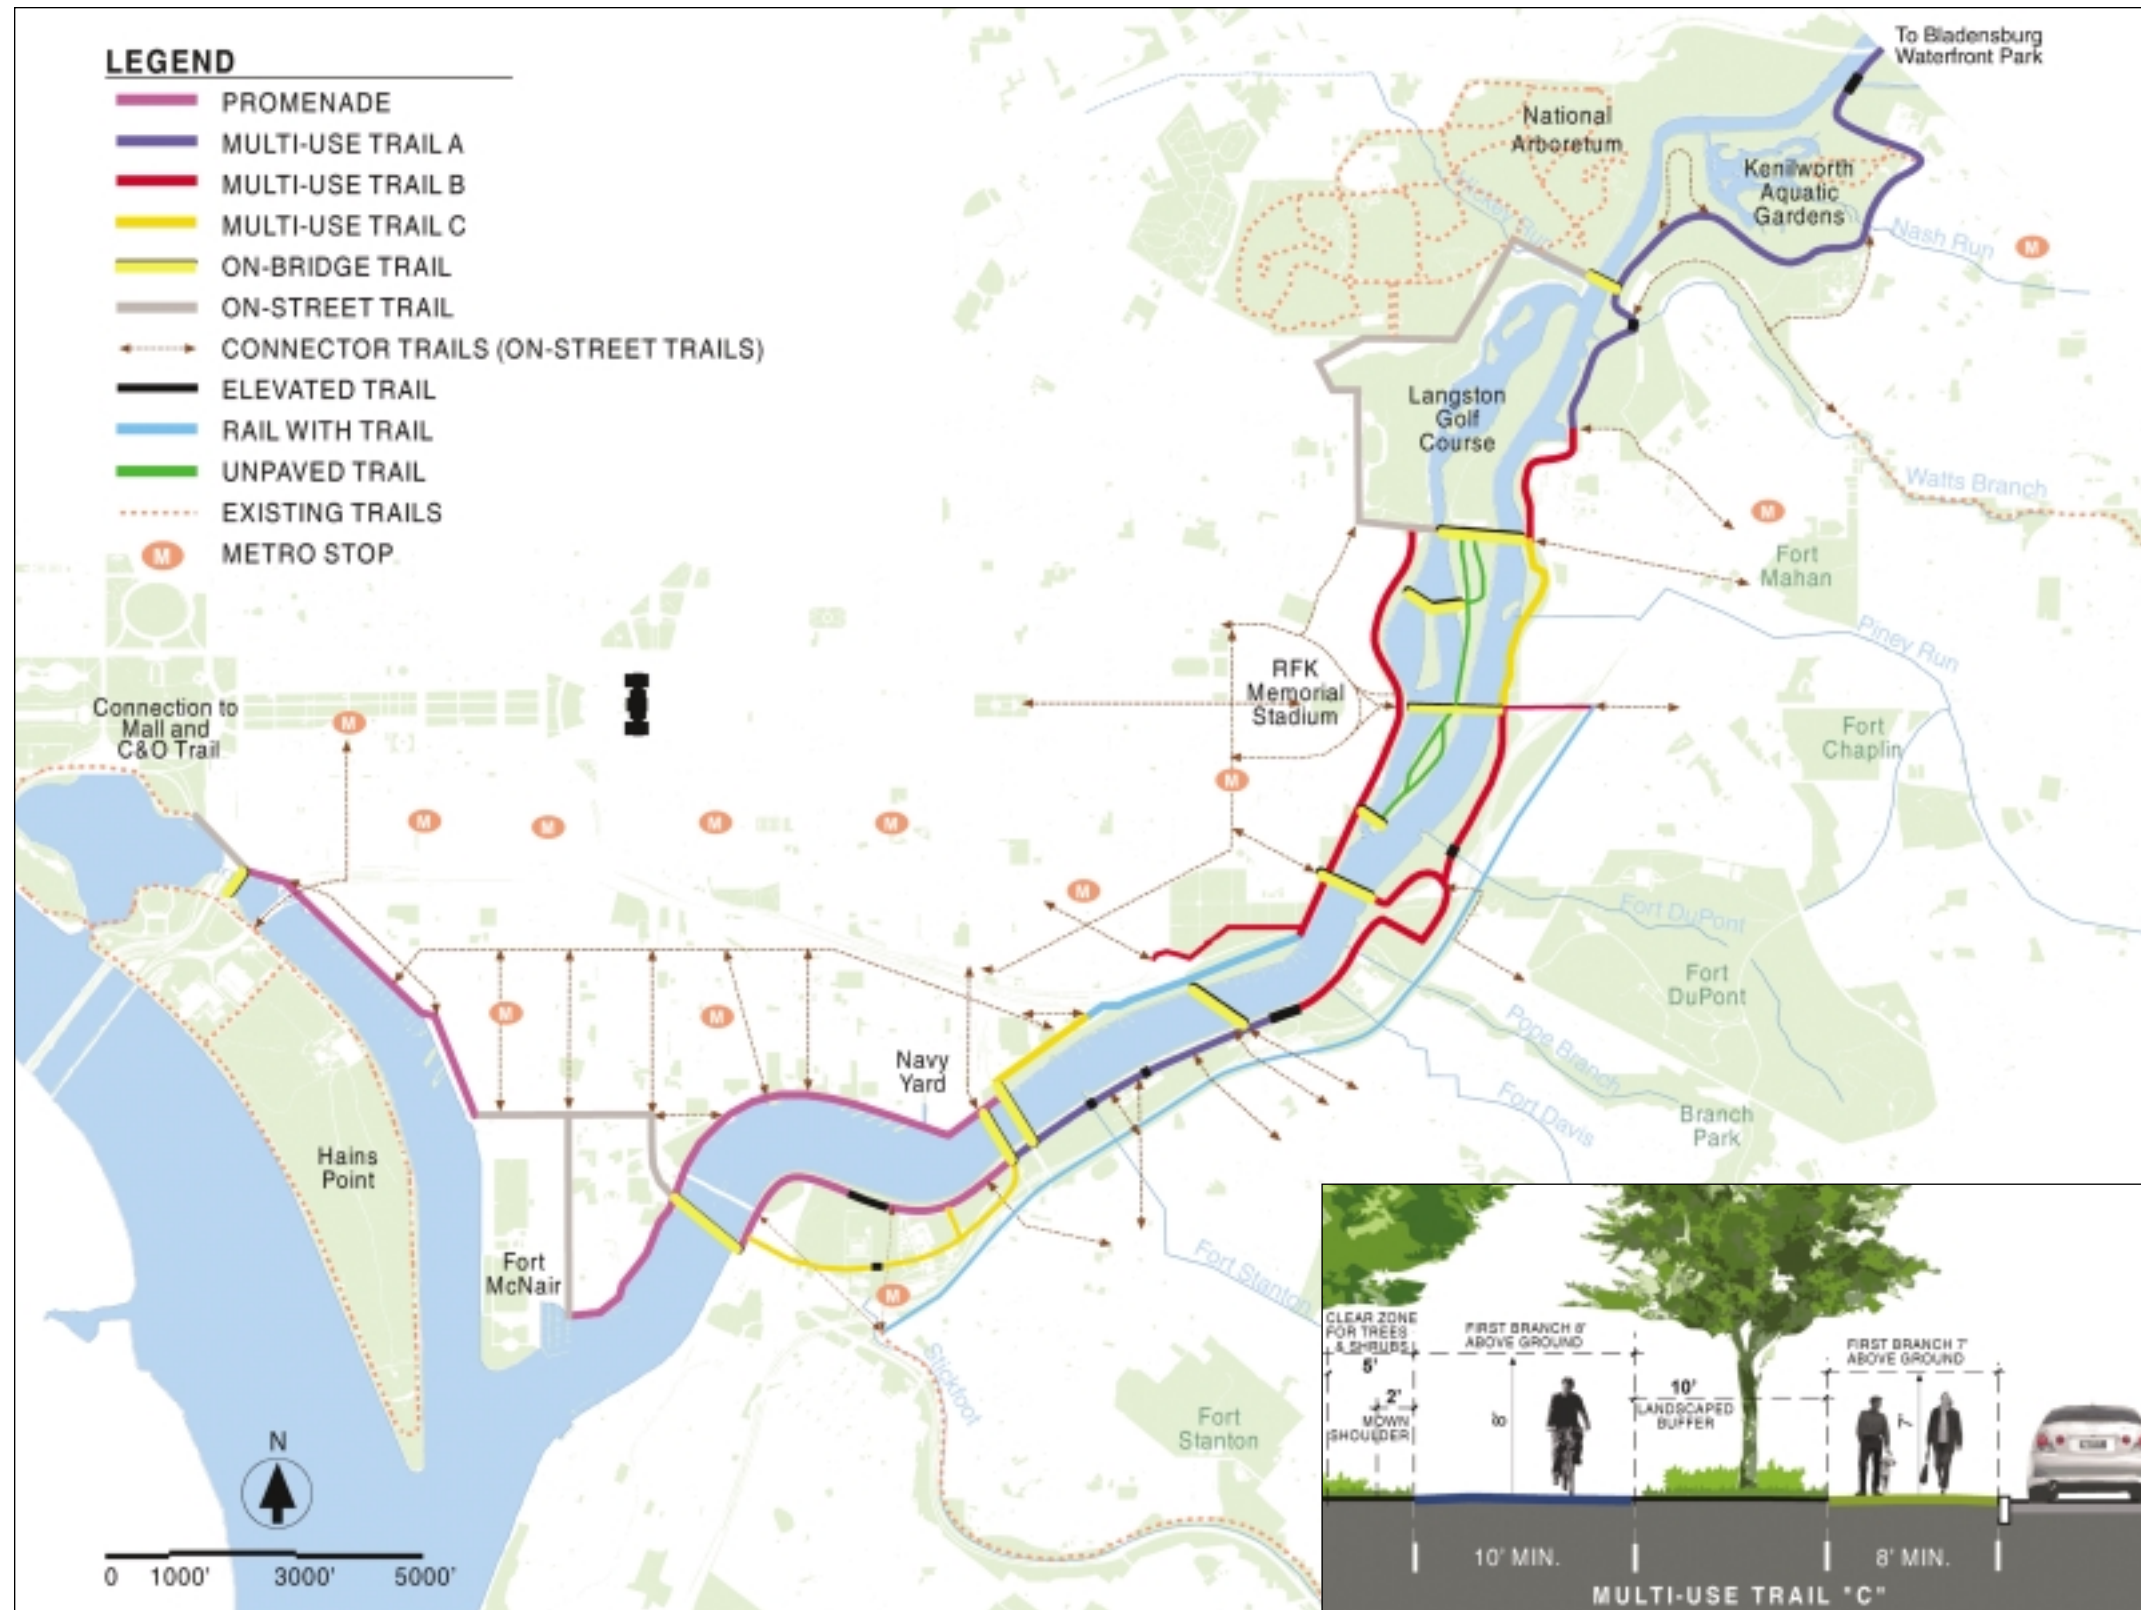 LEGEND
PROMENADE
MULTI-USE TRAIL A
MULTI-USE TRAIL B
MULTI-USE TRAIL C
ON-BRIDGE TRAIL
ON-STREET TRAIL
CONNECTOR TRAILS (ON-STREET TRAILS)
ELEVATED TRAIL
RAIL WITH TRAIL
UNPAVED TRAIL
EXISTING TRAILS
M METRO STOP
To Bladensburg
Waterfront Park
National
Arboretum
Kenilworth
Aquatic
Gardens
Hickey Run
Nash Run
M
Langston
Golf
Course
Watts Branch
M
Fort
Mahan
Piney Run
RFK
Memorial
Stadium
Connection to
Mall and
C&O Trail
M
Fort
Chaplin
M
M
M
M
M
M
Fort DuPont
Fort
DuPont
M
M
Navy
Yard
Pope Branch
Fort Davis
Branch
Park
Hains
Point
Fort
McNair
M
Fort Stanton
Stickfoot
Fort
Stanton
N
0 1000' 3000' 5000'
CLEAR ZONE
FOR TREES
& SHRUBS
5'
2'
MOWN
SHOULDER
FIRST BRANCH 8'
ABOVE GROUND
8'
10'
LANDSCAPED
BUFFER
FIRST BRANCH 7'
ABOVE GROUND
7'
10' MIN.
8' MIN.
MULTI-USE TRAIL "C"